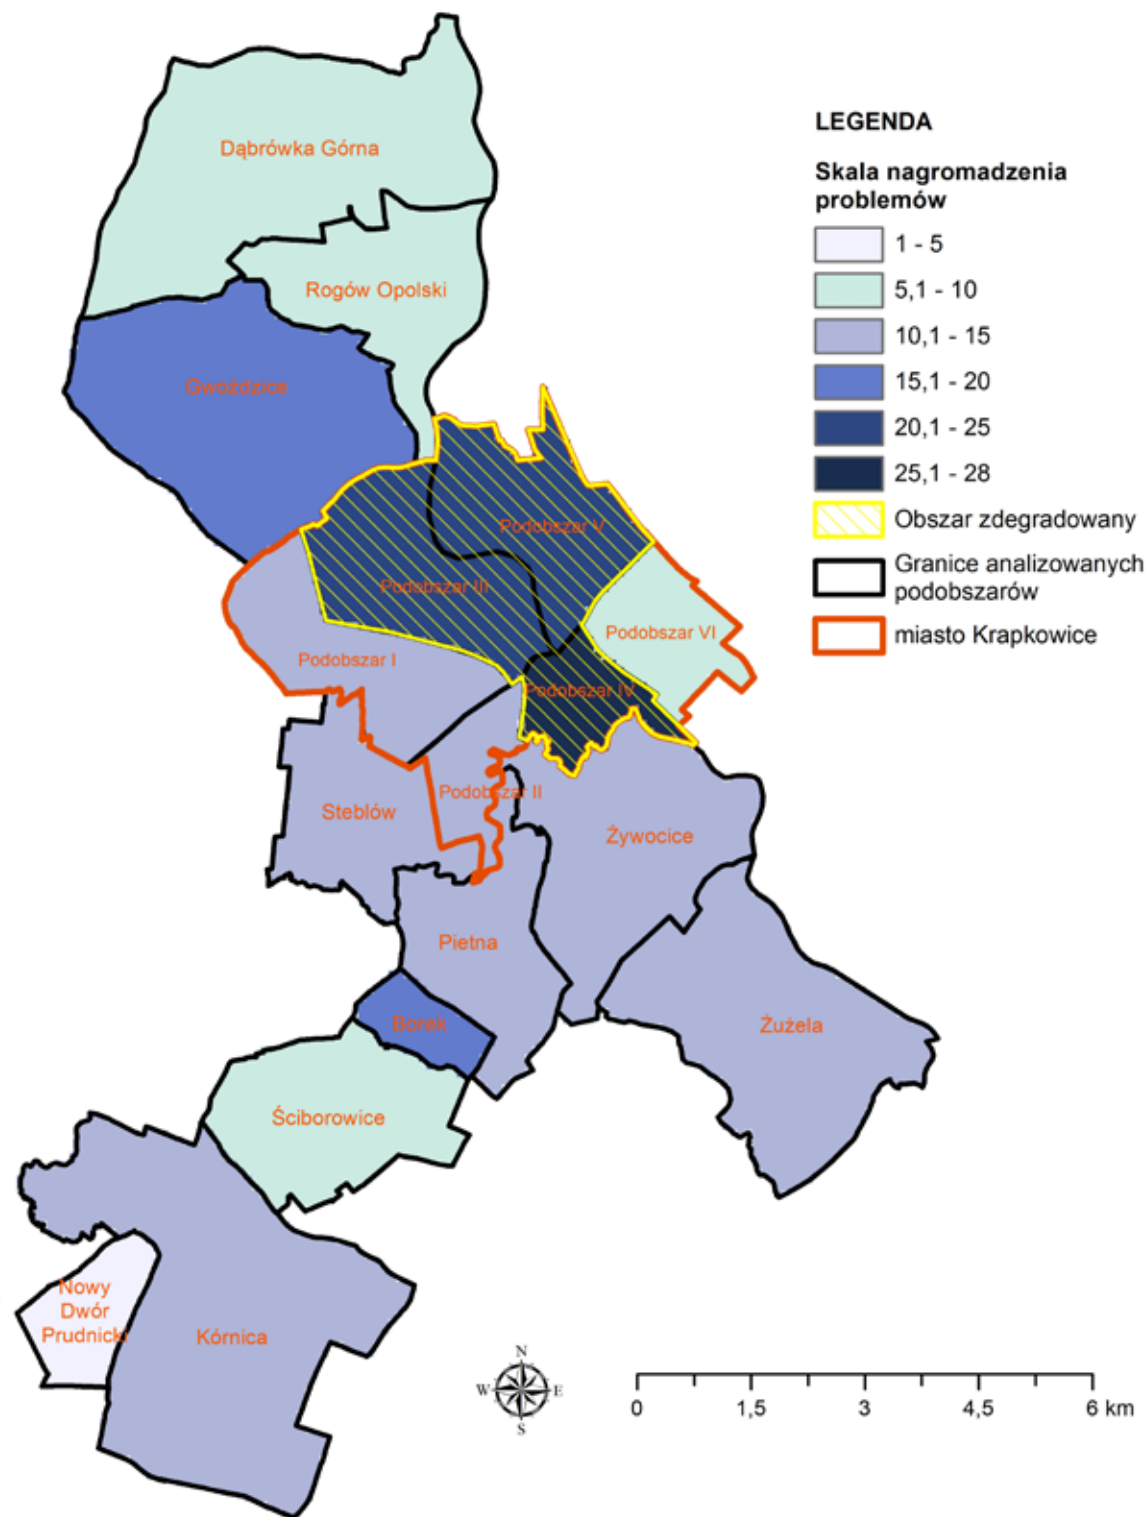 LEGENDA
Skala nagromadzenia
problemów
1 - 5
5,1 - 10
10,1 - 15
15,1 - 20
20,1 - 25
25,1 - 28
Obszar zdegradowany
Granice analizowanych
podobszarów
miasto Krapkowice
Dąbrówka Górna
Rogów Opolski
Gwoździce
Podobszar V
Podobszar III
Podobszar VI
Podobszar I
Podobszar IV
Podobszar II
Steblów
Żywocice
Pietna
Borek
Żużela
Ściborowice
Nowy
Dwór
Prudnicki
Kórnica
N
W
E
S
0
1,5
3
4,5
6 km